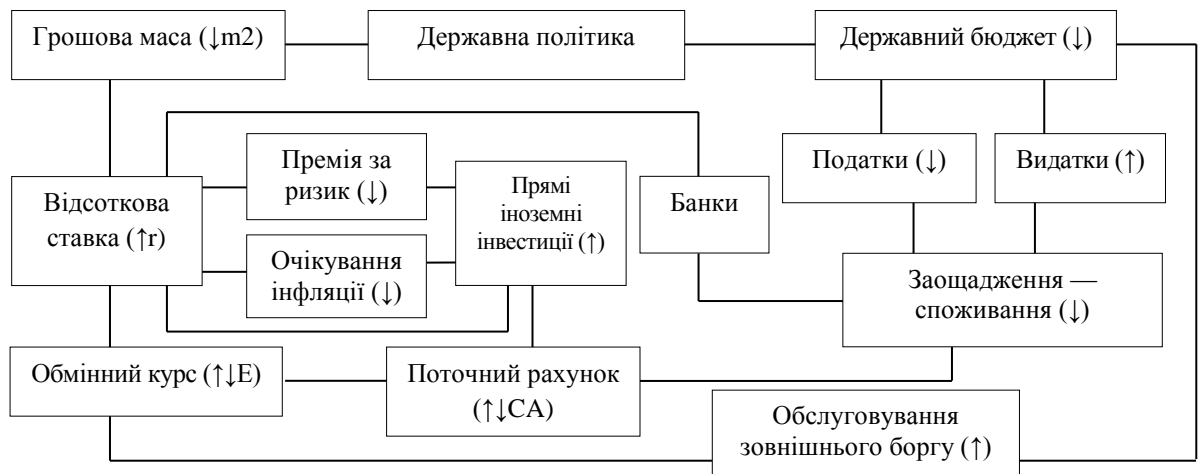 Грошова маса (↓m2)
Державна політика
Державний бюджет (↓)
Премія за
ризик (↓)
Прямі
іноземні
інвестиції (↑)
Банки
Податки (↓)
Видатки (↑)
Відсоткова
ставка (↑r)
Очікування
інфляції (↓)
Заощадження —
споживання (↓)
Обмінний курс (↑↓E)
Поточний рахунок
(↑↓CA)
Обслуговування
зовнішнього боргу (↑)